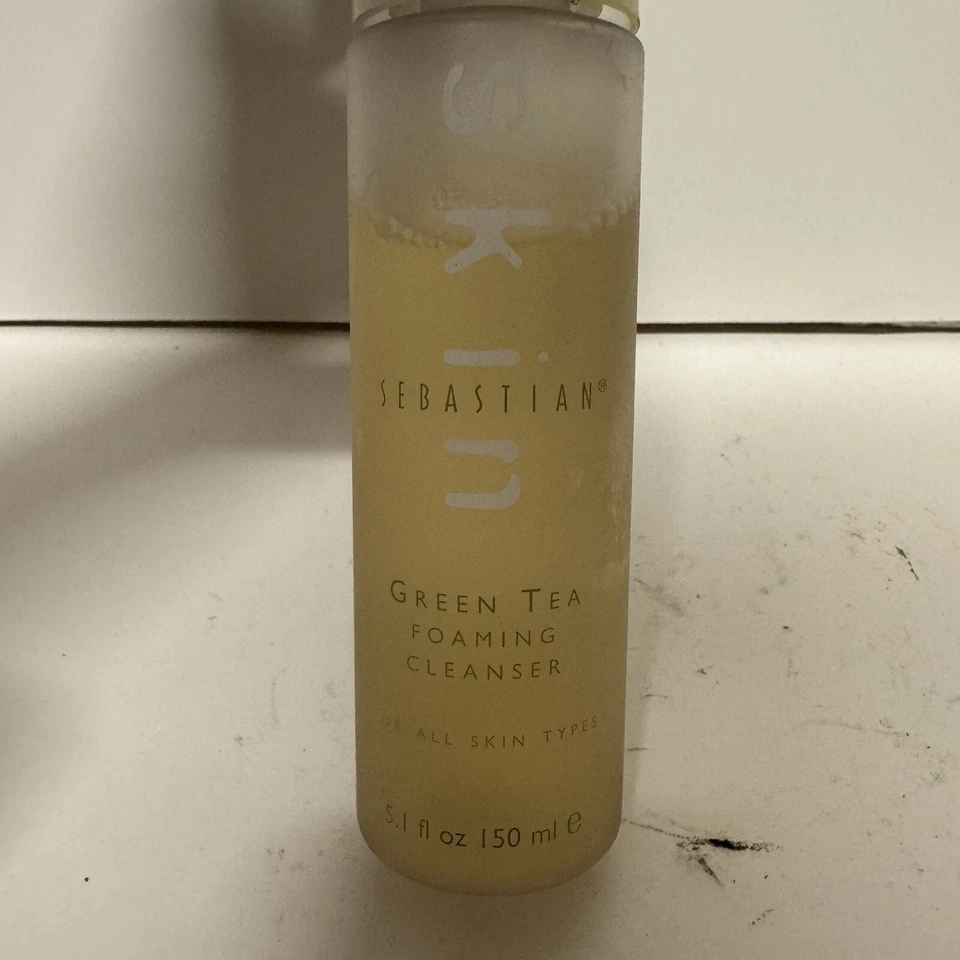 skin
SEBASTIAN®
GREEN TEA
FOAMING
CLEANSER
ALL SKIN TYPES
5.1 fl oz 150 ml e